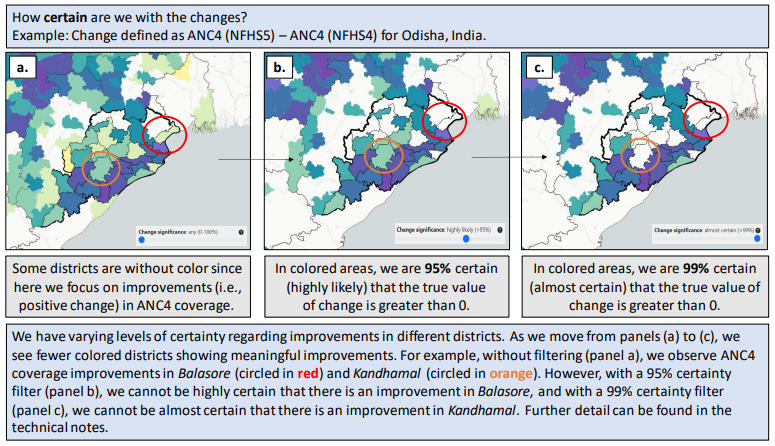 How certain are we with the changes?
Example: Change defined as ANC4 (NFHS5) – ANC4 (NFHS4) for Odisha, India.
a.
b.
c.
Change significance: any (0-100%)
Change significance: highly likely (>95%)
Change significance: almost certain (>99%)
Some districts are without color since
here we focus on improvements (i.e.,
positive change) in ANC4 coverage.
In colored areas, we are 95% certain
(highly likely) that the true value
of change is greater than 0.
In colored areas, we are 99% certain
(almost certain) that the true value of
change is greater than 0.
We have varying levels of certainty regarding improvements in different districts. As we move from panels (a) to (c), we
see fewer colored districts showing meaningful improvements. For example, without filtering (panel a), we observe ANC4
coverage improvements in Balasore (circled in red) and Kandhamal (circled in orange). However, with a 95% certainty
filter (panel b), we cannot be highly certain that there is an improvement in Balasore, and with a 99% certainty filter
(panel c), we cannot be almost certain that there is an improvement in Kandhamal. Further detail can be found in the
technical notes.